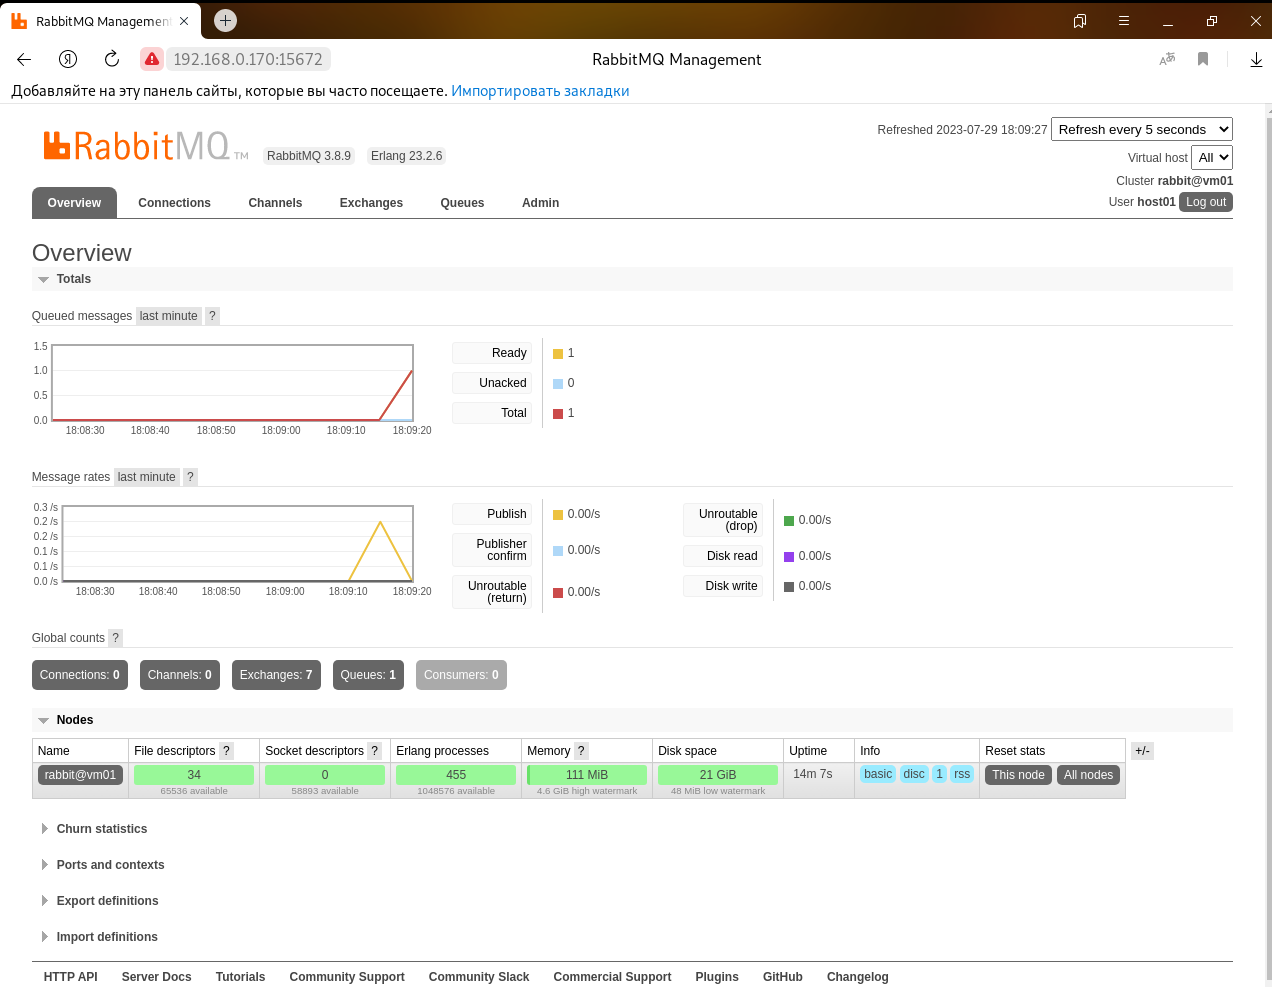 RabbitMQ Management
192.168.0.170:15672
RabbitMQ Management
Добавляйте на эту панель сайты, которые вы часто посещаете. Импортировать закладки
RabbitMQ TM
RabbitMQ 3.8.9 Erlang 23.2.6
Refreshed 2023-07-29 18:09:27 Refresh every 5 seconds
Virtual host All
Cluster rabbit@vm01
User host01 Log out
Overview Connections Channels Exchanges Queues Admin
Overview
Totals
Queued messages last minute ?
1.5
1.0
0.5
0.0
18:08:30 18:08:40 18:08:50 18:09:00 18:09:10 18:09:20
Ready 1
Unacked 0
Total 1
Message rates last minute ?
0.3 /s
0.2 /s
0.2 /s
0.1 /s
0.1 /s
0.0 /s
18:08:30 18:08:40 18:08:50 18:09:00 18:09:10 18:09:20
Publish 0.00/s
Publisher confirm 0.00/s
Unroutable (return) 0.00/s
Unroutable (drop) 0.00/s
Disk read 0.00/s
Disk write 0.00/s
Global counts ?
Connections: 0 Channels: 0 Exchanges: 7 Queues: 1 Consumers: 0
Nodes
Name File descriptors ? Socket descriptors ? Erlang processes Memory ? Disk space Uptime Info Reset stats +/-
rabbit@vm01 34 0 455 111 MiB 21 GiB 14m 7s basic disc 1 rss This node All nodes
65536 available 58893 available 1048576 available 4.6 GiB high watermark 48 MiB low watermark
Churn statistics
Ports and contexts
Export definitions
Import definitions
HTTP API Server Docs Tutorials Community Support Community Slack Commercial Support Plugins GitHub Changelog